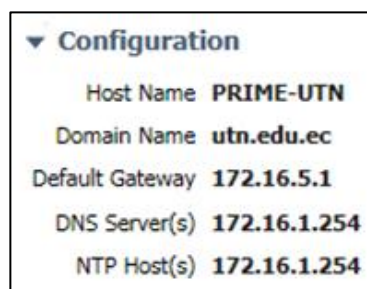 Configuration
Host Name PRIME-UTN
Domain Name utn.edu.ec
Default Gateway 172.16.5.1
DNS Server(s) 172.16.1.254
NTP Host(s) 172.16.1.254